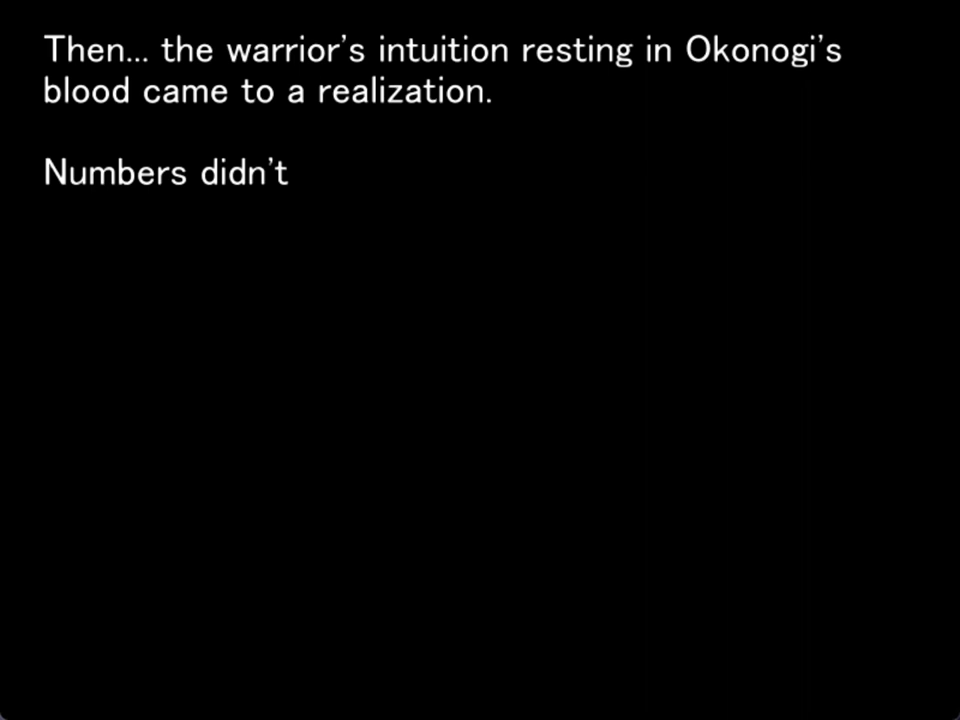 Then... the warrior's intuition resting in Okonogi's
blood came to a realization.
Numbers didn't